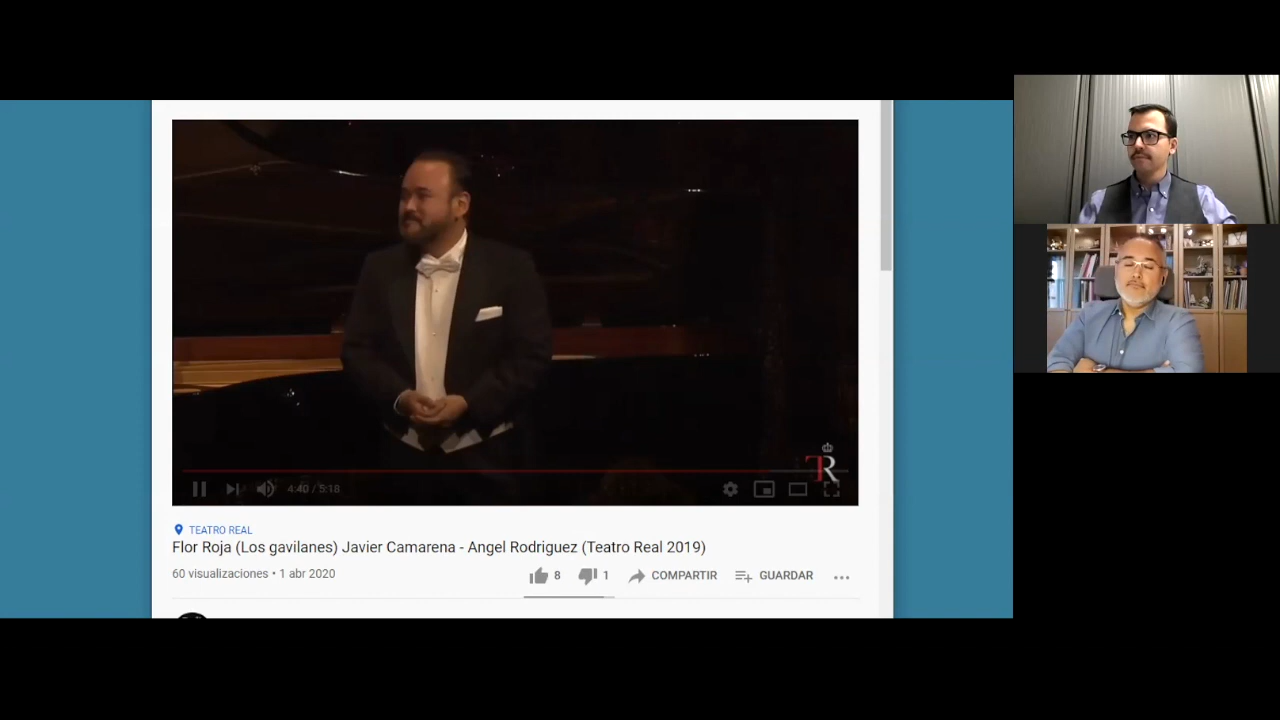 TR
4:40 / 5:18
TEATRO REAL
Flor Roja (Los gavilanes) Javier Camarena - Angel Rodriguez (Teatro Real 2019)
60 visualizaciones • 1 abr 2020
8 1 COMPARTIR GUARDAR